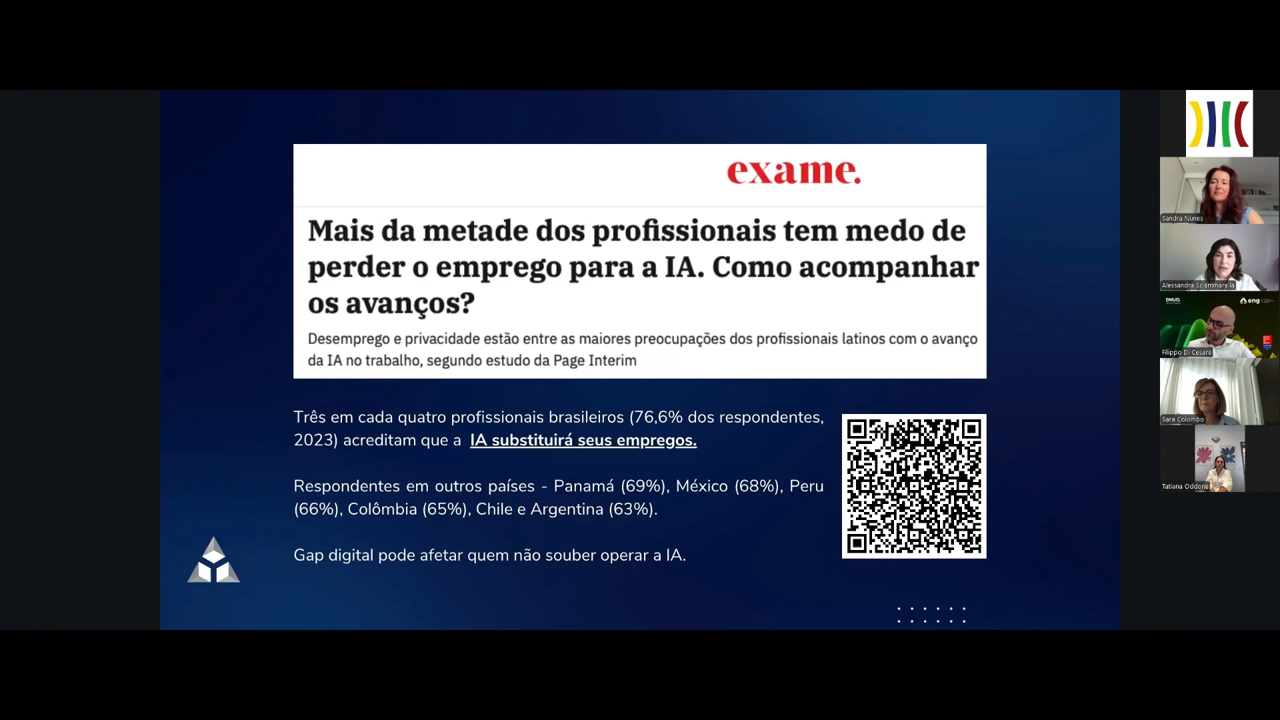 exame.
Mais da metade dos profissionais tem medo de
perder o emprego para a IA. Como acompanhar
os avanços?
Desemprego e privacidade estão entre as maiores preocupações dos profissionais latinos com o avanço
da IA no trabalho, segundo estudo da Page Interim
Três em cada quatro profissionais brasileiros (76,6% dos respondentes,
2023) acreditam que a IA substituirá seus empregos.
Respondentes em outros países - Panamá (69%), México (68%), Peru
(66%), Colômbia (65%), Chile e Argentina (63%).
Gap digital pode afetar quem não souber operar a IA.
Sandra Nunes
Alessandra Sciammarella
eng
Filippo Di Cesare
Sara Colombo
Tatiana Oddone